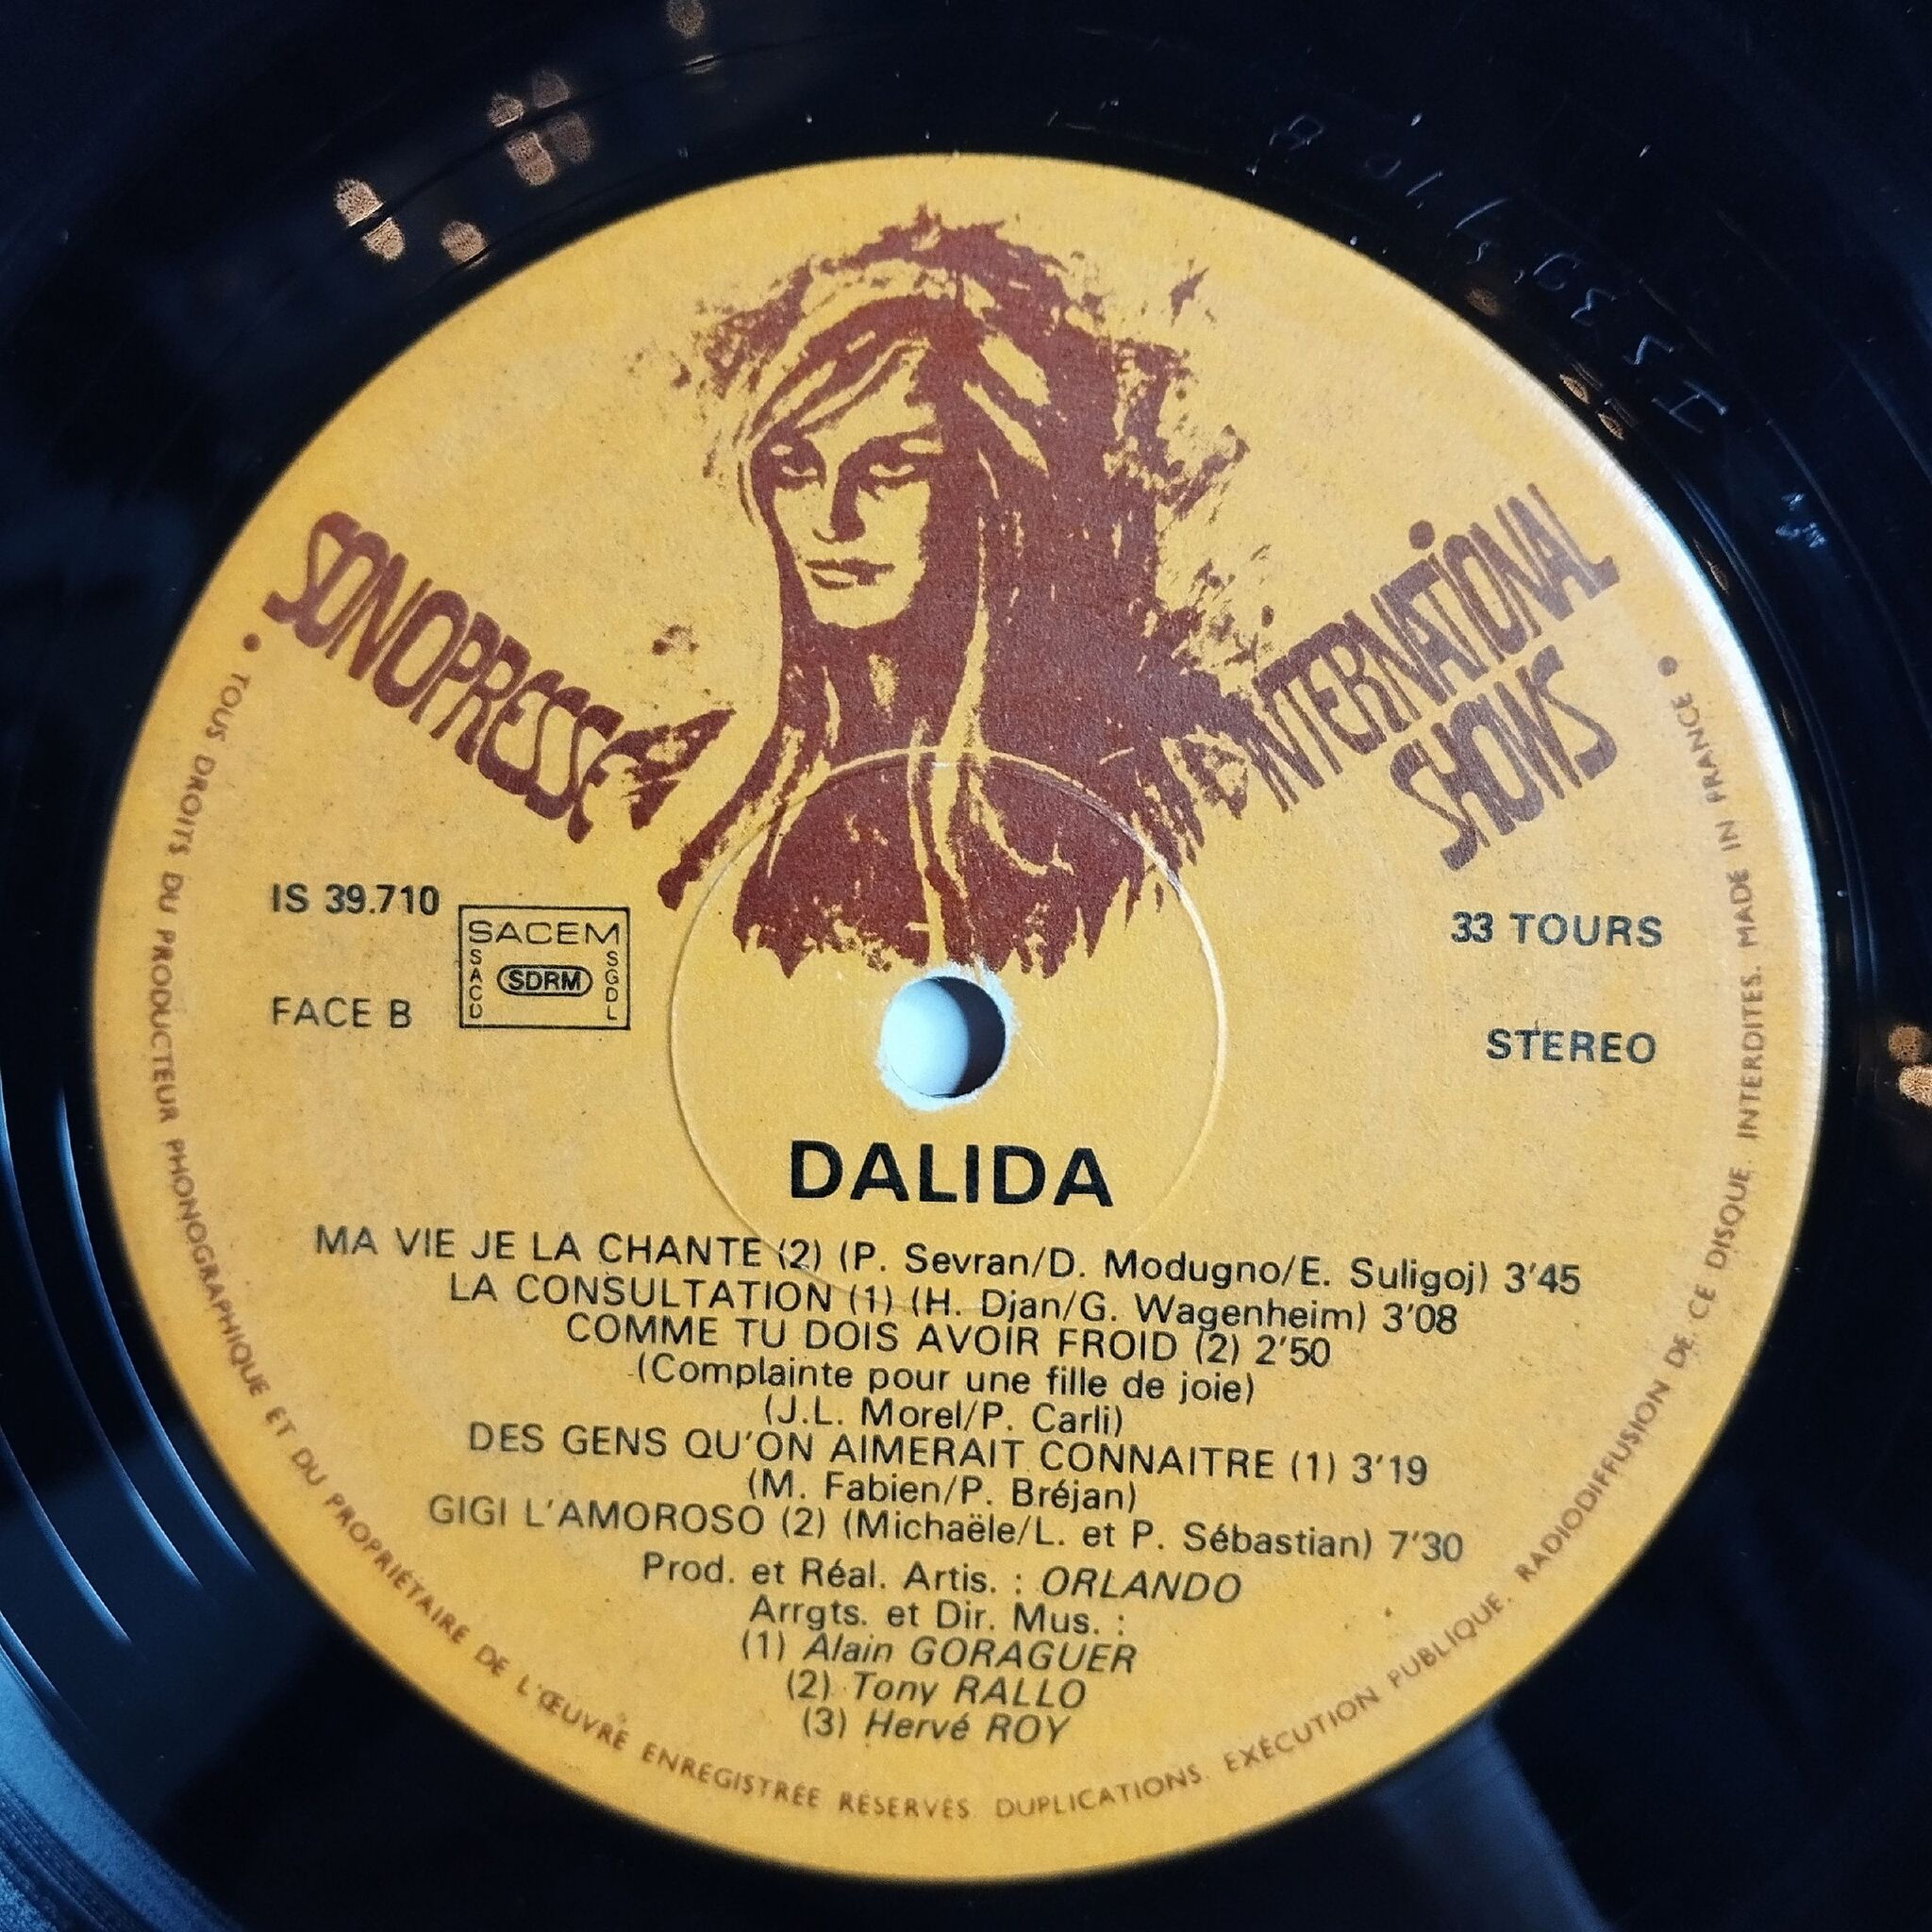 SONOPRESSE
INTERNATIONAL
SHOWS
IS 39.710
SACEM
SACD
SDRM
SGDL
FACE B
33 TOURS
STEREO
DALIDA
MA VIE JE LA CHANTE (2) (P. Sevran/D. Modugno/E. Suligoj) 3'45
LA CONSULTATION (1) (H. Djan/G. Wagenheim) 3'08
COMME TU DOIS AVOIR FROID (2) 2'50
(Complainte pour une fille de joie)
(J.L. Morel/P. Carli)
DES GENS QU'ON AIMERAIT CONNAITRE (1) 3'19
(M. Fabien/P. Bréjan)
GIGI L'AMOROSO (2) (Michaële/L. et P. Sébastian) 7'30
Prod. et Réal. Artis. : ORLANDO
Arrgts. et Dir. Mus. :
(1) Alain GORAGUER
(2) Tony RALLO
(3) Hervé ROY
• TOUS DROITS DU PRODUCTEUR PHONOGRAPHIQUE ET DU PROPRIÉTAIRE DE L'ŒUVRE ENREGISTRÉE RÉSERVÉS. DUPLICATIONS. EXÉCUTION PUBLIQUE. RADIODIFFUSION DE CE DISQUE. INTERDITES. MADE IN FRANCE •